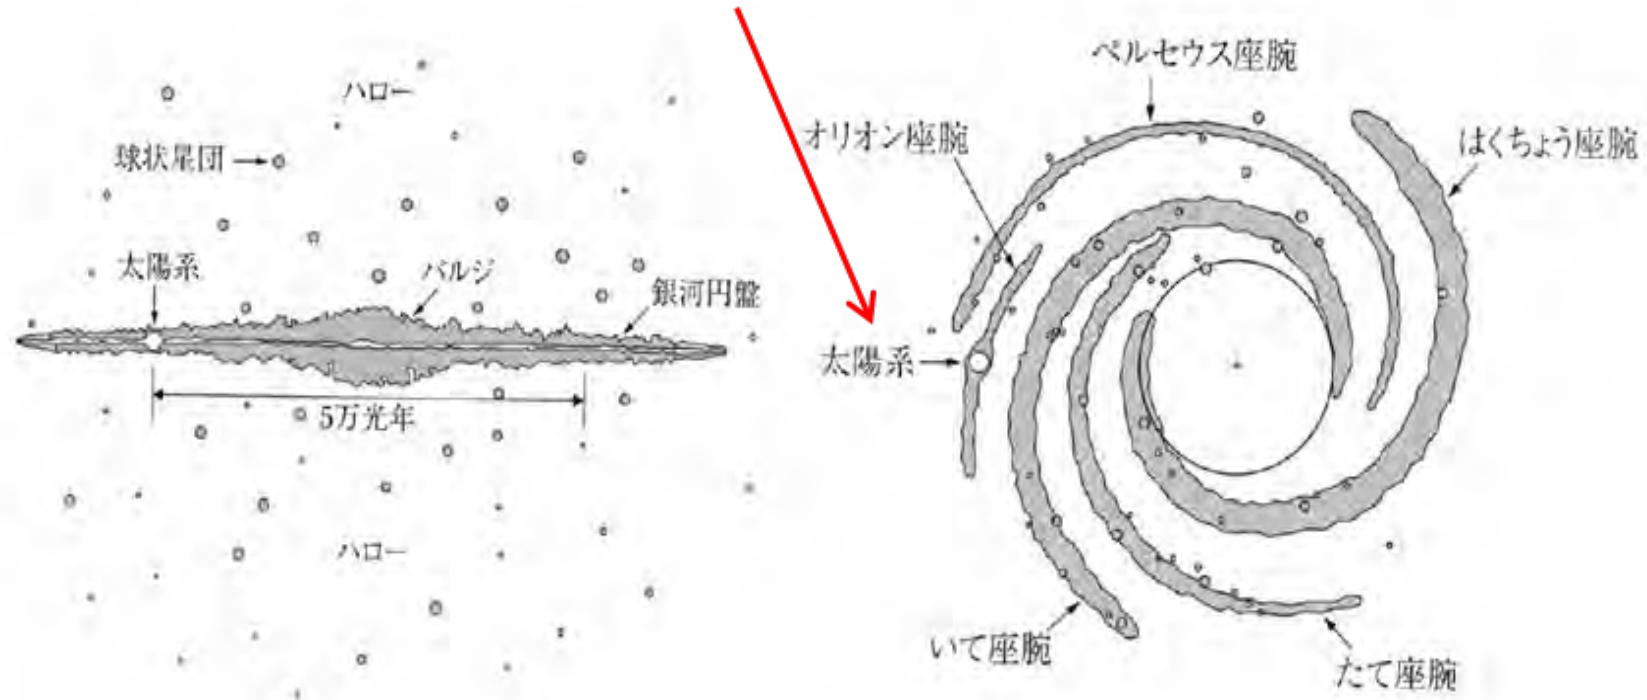 ハロー
球状星団
太陽系
バルジ
銀河円盤
5万光年
ハロー
ペルセウス座腕
オリオン座腕
はくちょう座腕
太陽系
いて座腕
たて座腕